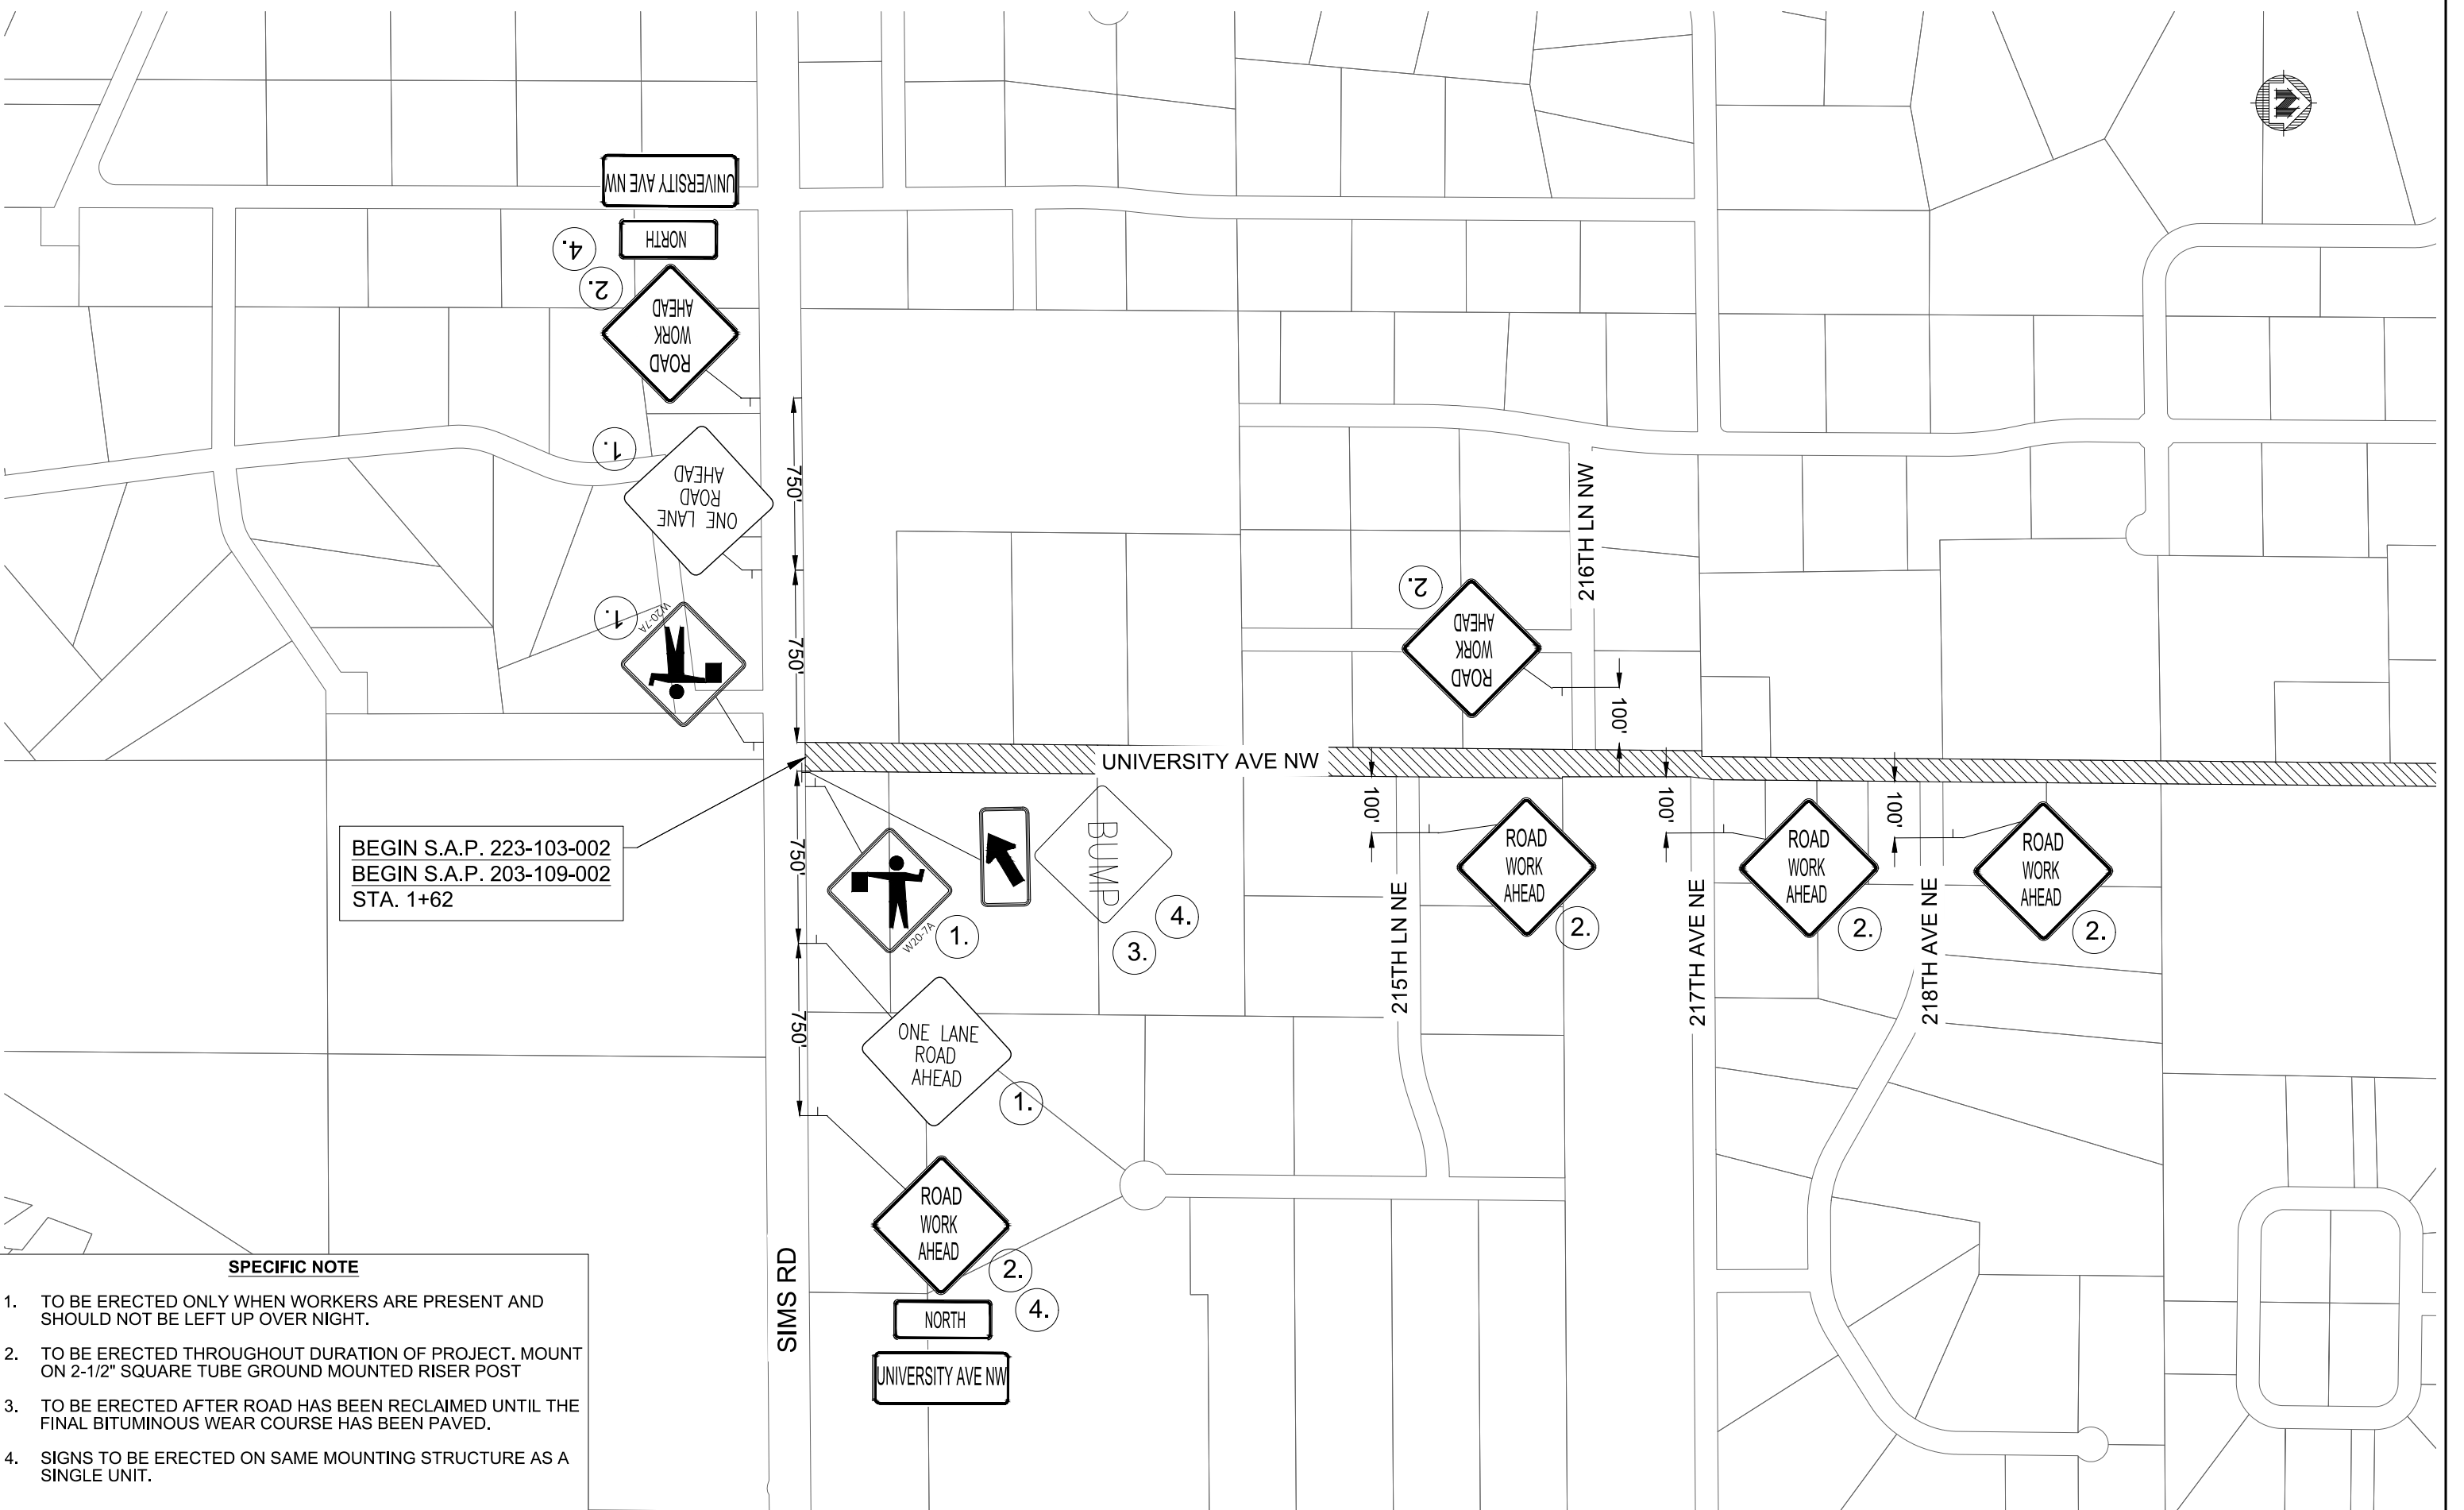 N
UNIVERSITY AVE NW
NORTH
4.
2.
ROAD
WORK
AHEAD
1.
ONE LANE
ROAD
AHEAD
750'
1.
W20-7A
750'
216TH LN NW
2.
ROAD
WORK
AHEAD
100'
UNIVERSITY AVE NW
BEGIN S.A.P. 223-103-002
BEGIN S.A.P. 203-109-002
STA. 1+62
750'
W20-7A
1.
BUMP
4.
3.
100'
215TH LN NE
ROAD
WORK
AHEAD
2.
100'
217TH AVE NE
ROAD
WORK
AHEAD
2.
100'
218TH AVE NE
ROAD
WORK
AHEAD
2.
750'
ONE LANE
ROAD
AHEAD
1.
SIMS RD
ROAD
WORK
AHEAD
2.
4.
NORTH
UNIVERSITY AVE NW
SPECIFIC NOTE
1. TO BE ERECTED ONLY WHEN WORKERS ARE PRESENT AND
SHOULD NOT BE LEFT UP OVER NIGHT.
2. TO BE ERECTED THROUGHOUT DURATION OF PROJECT. MOUNT
ON 2-1/2" SQUARE TUBE GROUND MOUNTED RISER POST
3. TO BE ERECTED AFTER ROAD HAS BEEN RECLAIMED UNTIL THE
FINAL BITUMINOUS WEAR COURSE HAS BEEN PAVED.
4. SIGNS TO BE ERECTED ON SAME MOUNTING STRUCTURE AS A
SINGLE UNIT.